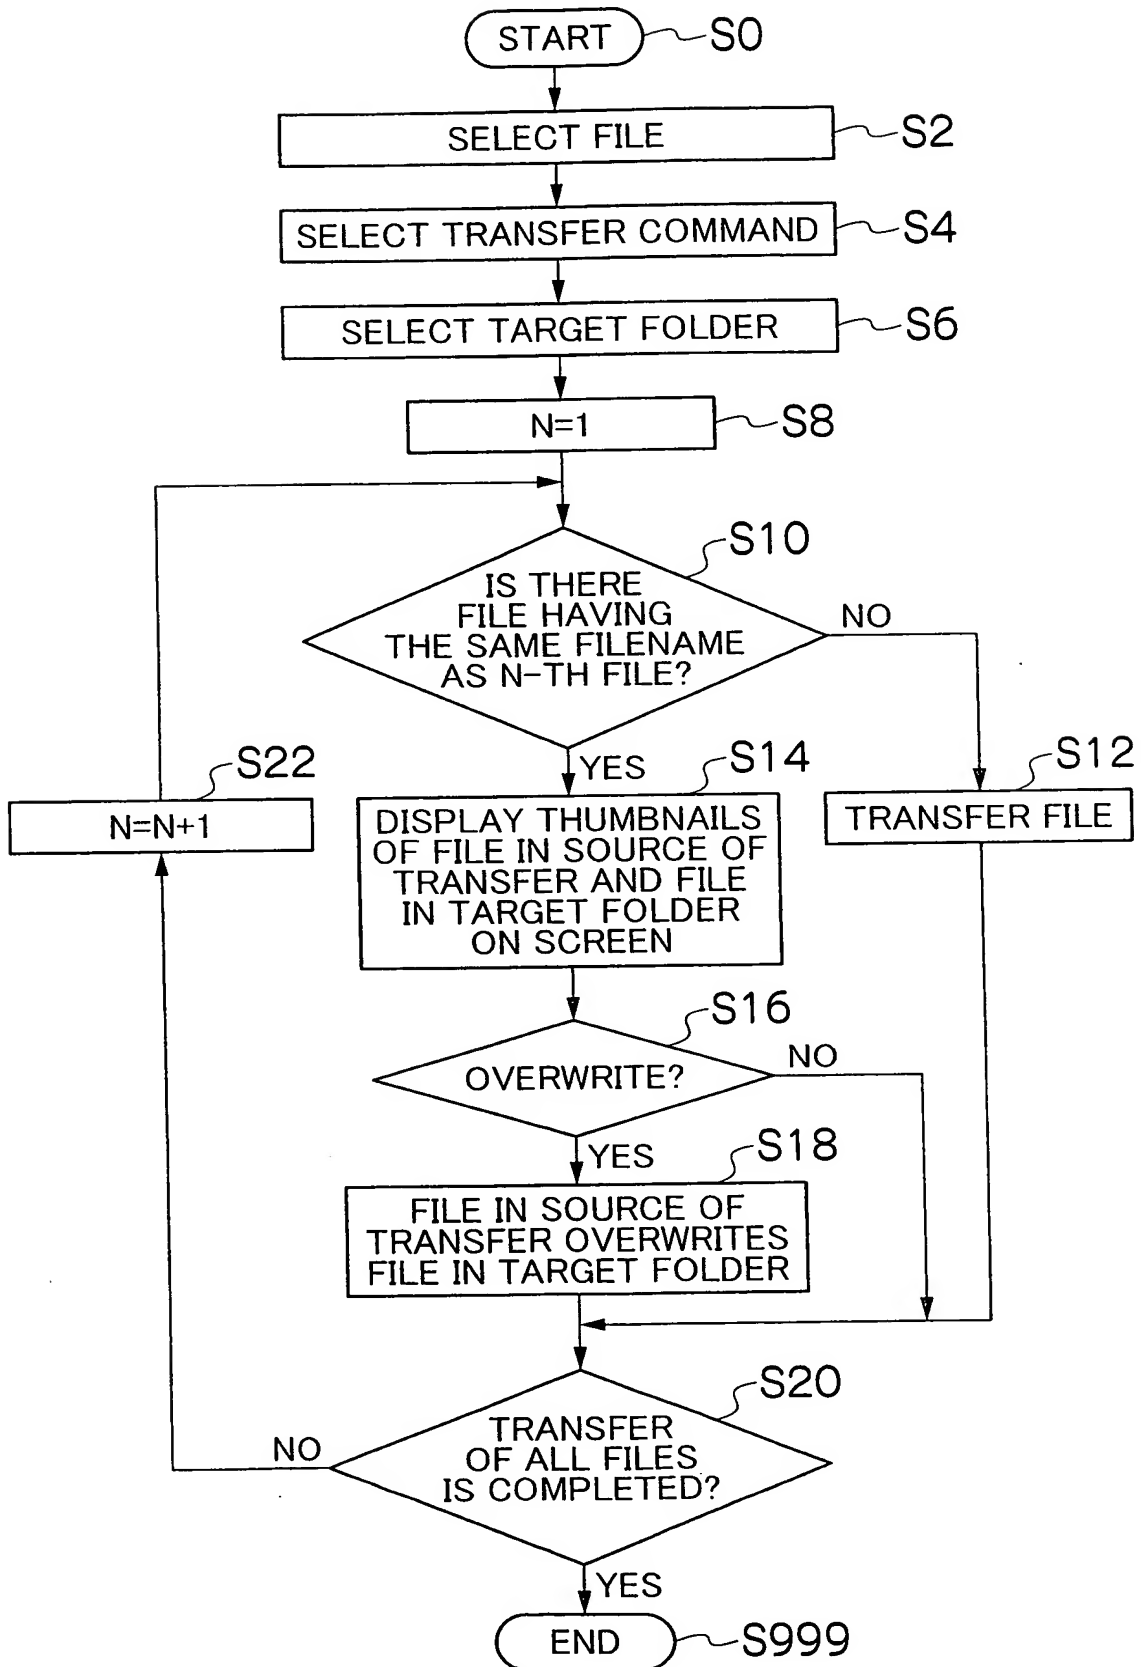 START
S0
SELECT FILE
S2
SELECT TRANSFER COMMAND
S4
SELECT TARGET FOLDER
S6
N=1
S8
S10
IS THERE
FILE HAVING
THE SAME FILENAME
AS N-TH FILE?
NO
YES
S22
N=N+1
S14
DISPLAY THUMBNAILS
OF FILE IN SOURCE OF
TRANSFER AND FILE
IN TARGET FOLDER
ON SCREEN
S12
TRANSFER FILE
S16
OVERWRITE?
NO
YES
S18
FILE IN SOURCE OF
TRANSFER OVERWRITES
FILE IN TARGET FOLDER
S20
TRANSFER
OF ALL FILES
IS COMPLETED?
NO
YES
END
S999